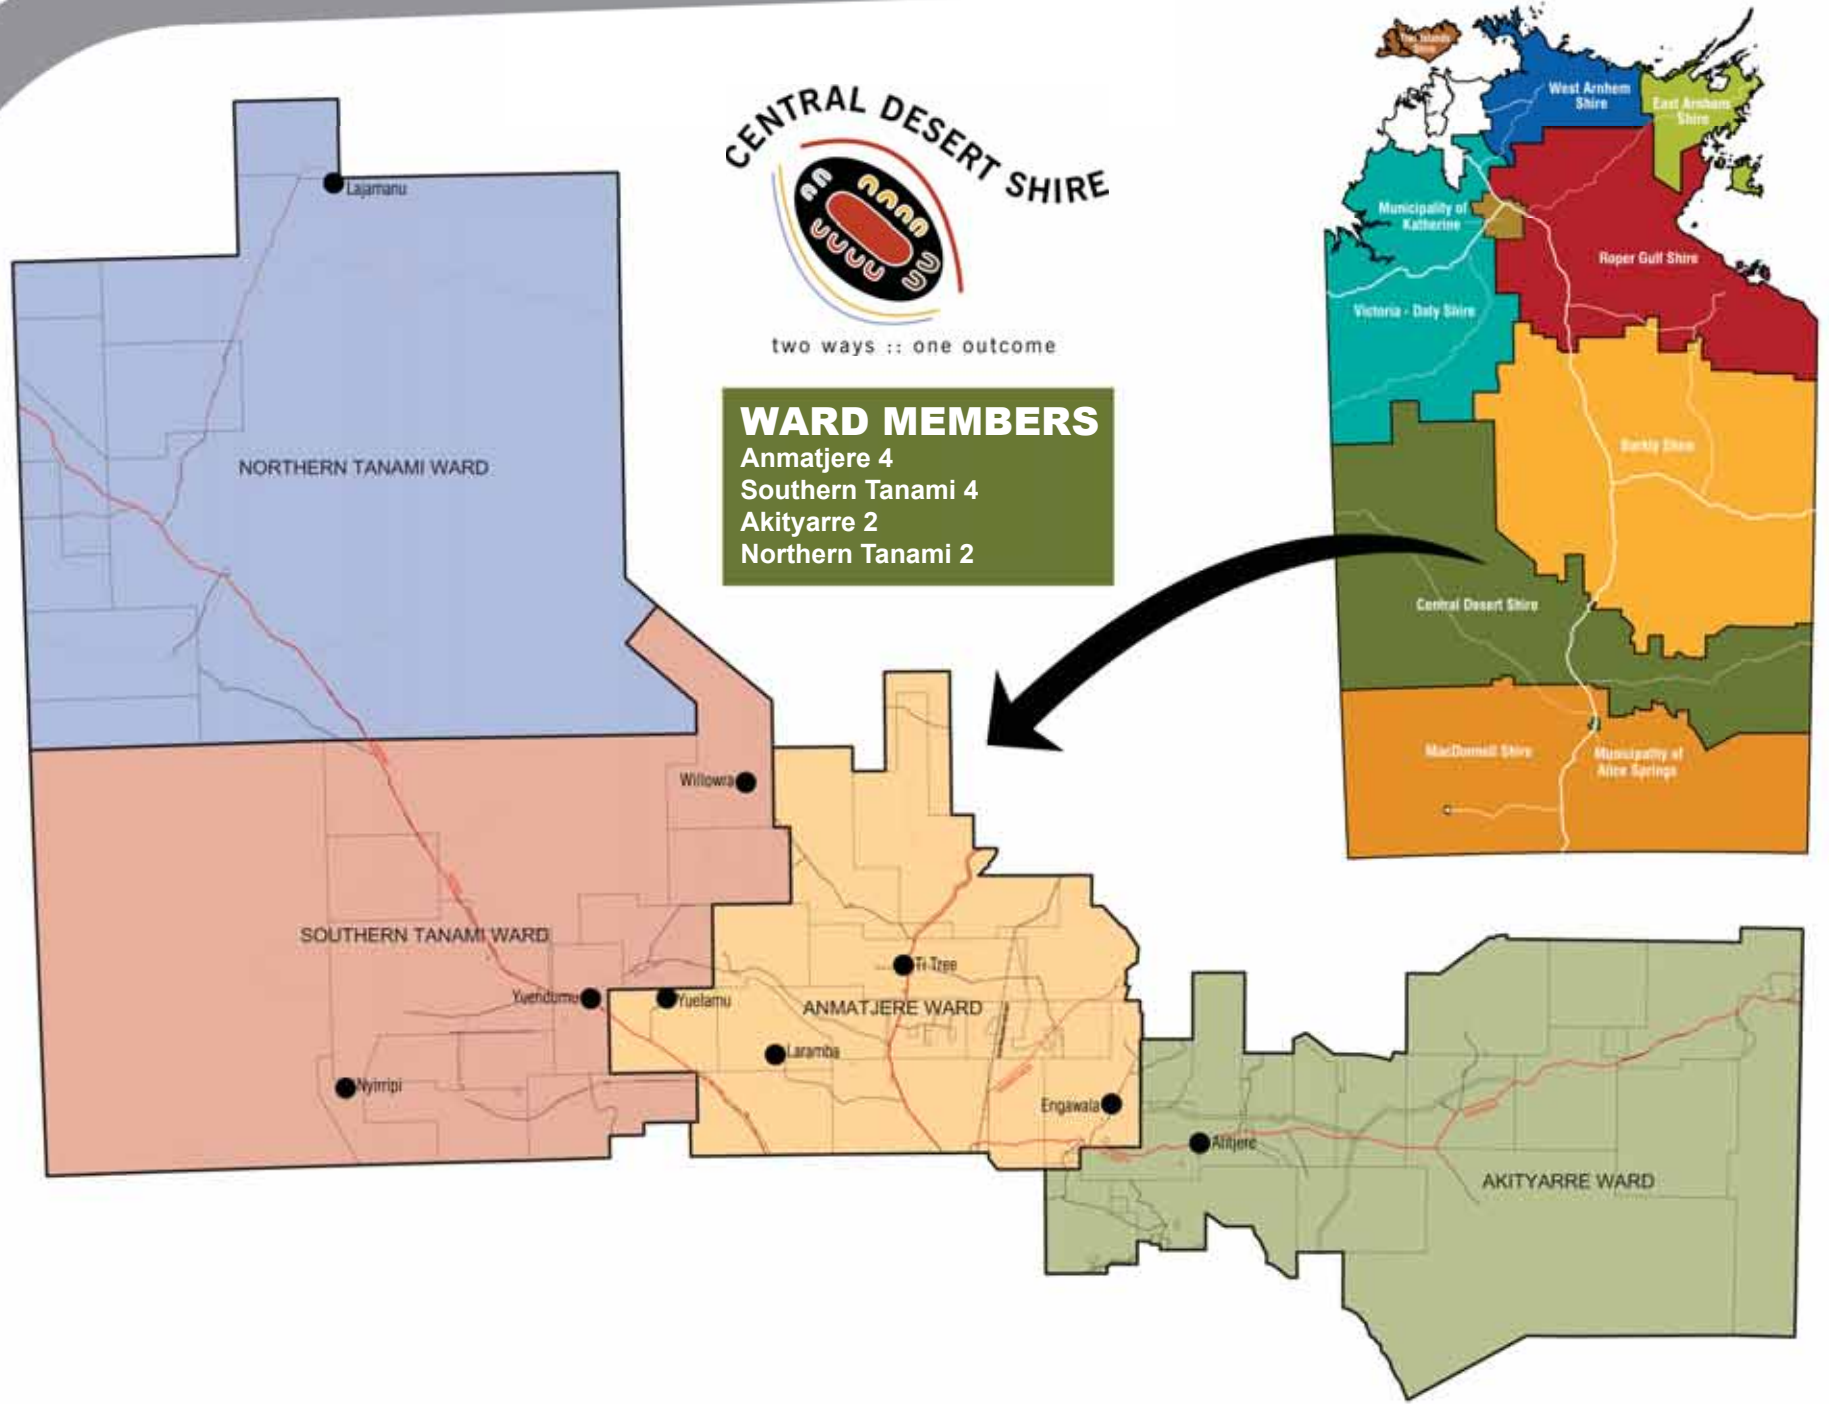 CENTRAL DESERT SHIRE
two ways :: one outcome
WARD MEMBERS
Anmatjere 4
Southern Tanami 4
Akityarre 2
Northern Tanami 2
Lajamanu
NORTHERN TANAMI WARD
Willowra
SOUTHERN TANAMI WARD
Yuendumu
Yuelamu
Nyirripi
Ti-Tree
ANMATJERE WARD
Laramba
Engawala
Atitjere
AKITYARRE WARD
Tiwi Islands
Shire
West Arnhem
Shire
East Arnhem
Shire
Municipality of
Katherine
Roper Gulf Shire
Victoria - Daly Shire
Barkly Shire
Central Desert Shire
MacDonnell Shire
Municipality of
Alice Springs